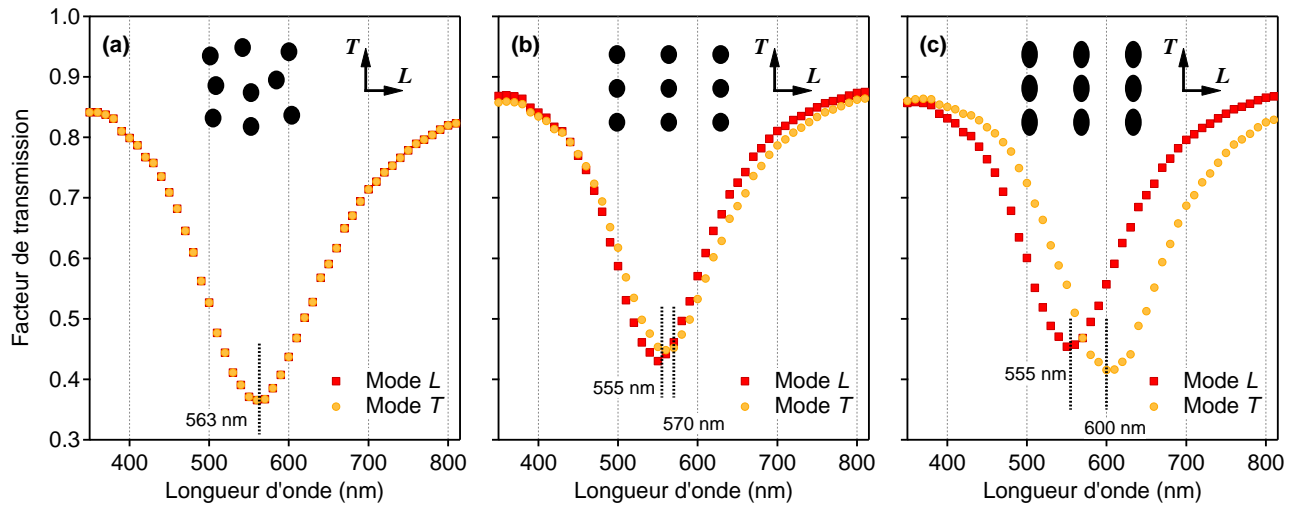 Facteur de transmission
1.0
0.9
0.8
0.7
0.6
0.5
0.4
0.3
(a)
T
L
Mode L
Mode T
563 nm
400 500 600 700 800
Longueur d'onde (nm)
(b)
T
L
555 nm
Mode L
Mode T
570 nm
400 500 600 700 800
Longueur d'onde (nm)
(c)
T
L
555 nm
Mode L
Mode T
600 nm
400 500 600 700 800
Longueur d'onde (nm)